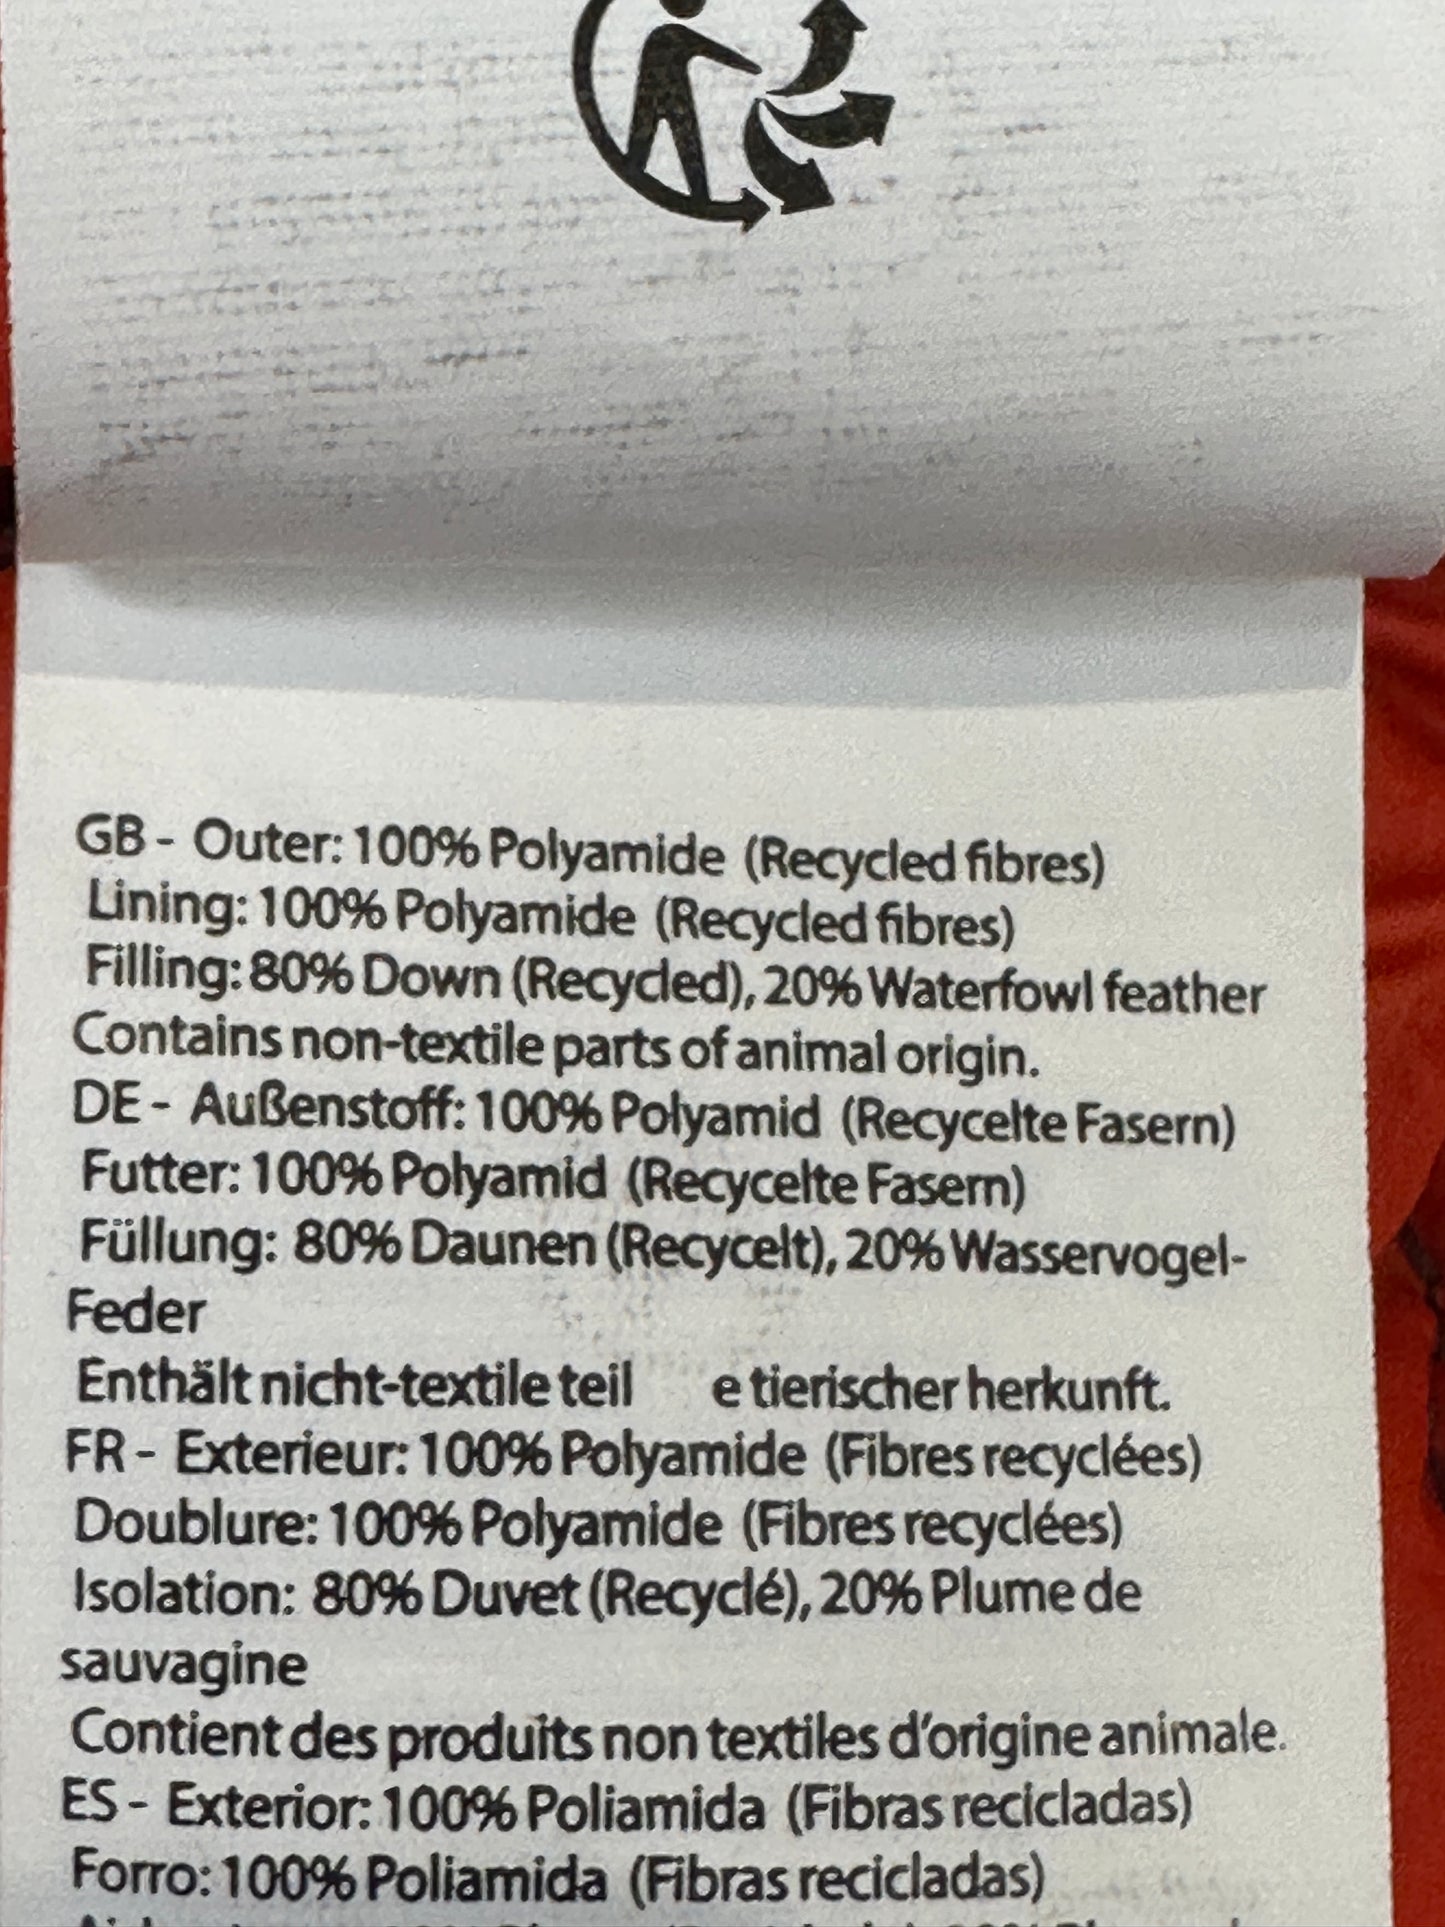 GB - Outer: 100% Polyamide (Recycled fibres)
Lining: 100% Polyamide (Recycled fibres)
Filling: 80% Down (Recycled), 20% Waterfowl feather
Contains non-textile parts of animal origin.
DE - Außenstoff: 100% Polyamid (Recycelte Fasern)
Futter: 100% Polyamid (Recycelte Fasern)
Füllung: 80% Daunen (Recycelt), 20% Wasservogel-
Feder
Enthält nicht-textile teil e tierischer herkunft.
FR - Exterieur: 100% Polyamide (Fibres recyclées)
Doublure: 100% Polyamide (Fibres recyclées)
Isolation: 80% Duvet (Recyclé), 20% Plume de
sauvagine
Contient des produits non textiles d'origine animale.
ES - Exterior: 100% Poliamida (Fibras recicladas)
Forro: 100% Poliamida (Fibras recicladas)